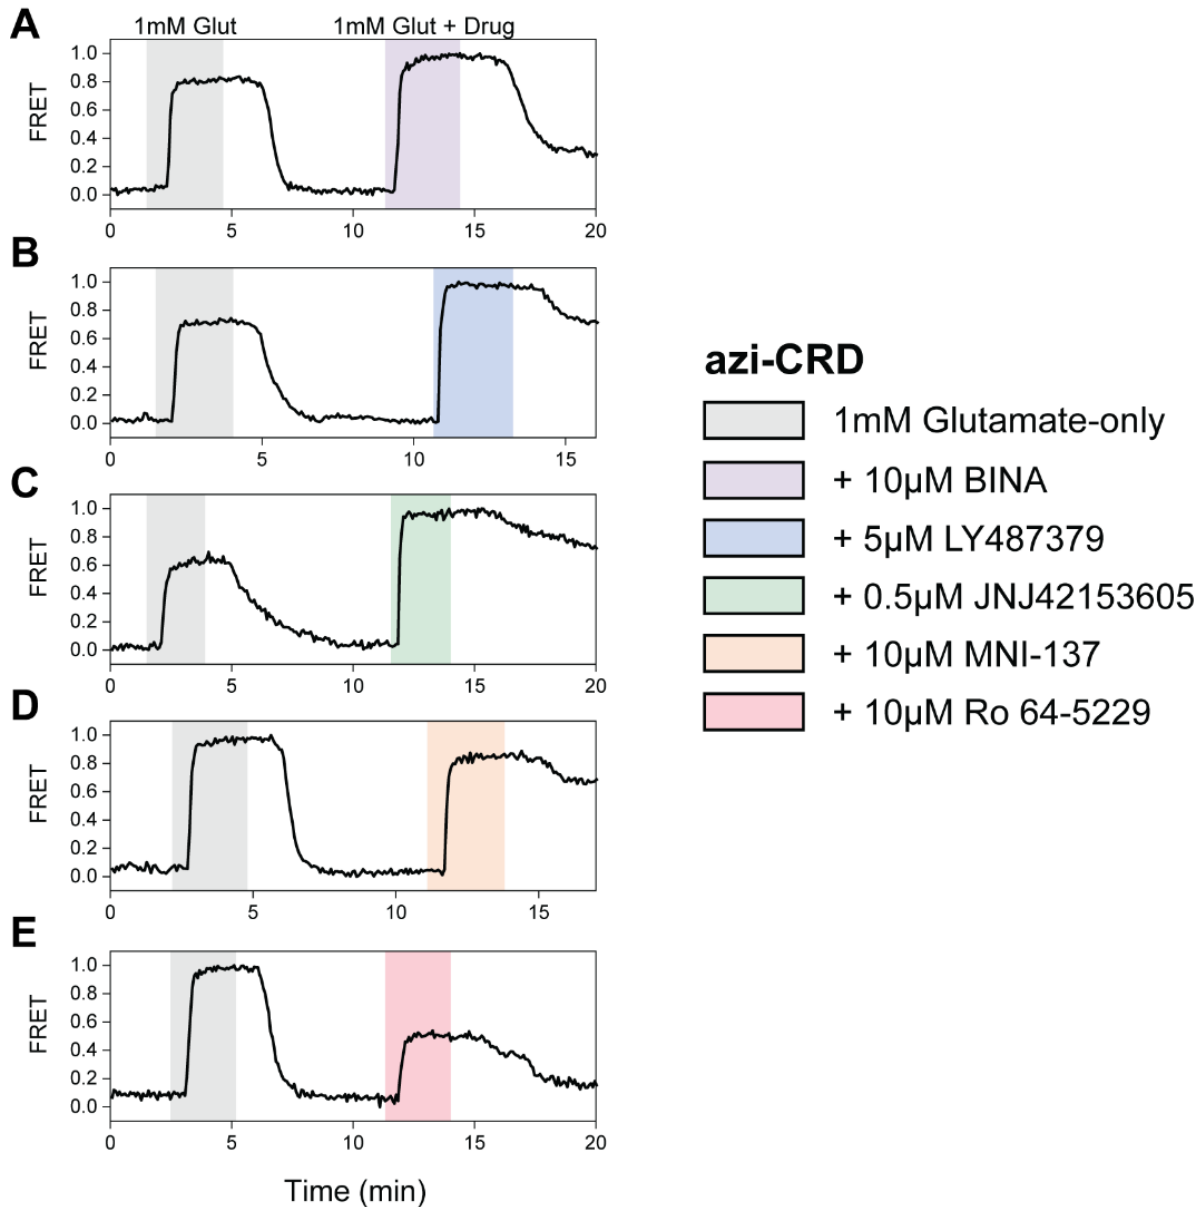 A
1mM Glut 1mM Glut + Drug
FRET
1.0
0.8
0.6
0.4
0.2
0.0
0 5 10 15 20
B
FRET
1.0
0.8
0.6
0.4
0.2
0.0
0 5 10 15
C
FRET
1.0
0.8
0.6
0.4
0.2
0.0
0 5 10 15 20
D
FRET
1.0
0.8
0.6
0.4
0.2
0.0
0 5 10 15
E
FRET
1.0
0.8
0.6
0.4
0.2
0.0
0 5 10 15 20
Time (min)
azi-CRD
1mM Glutamate-only
+ 10μM BINA
+ 5μM LY487379
+ 0.5μM JNJ42153605
+ 10μM MNI-137
+ 10μM Ro 64-5229